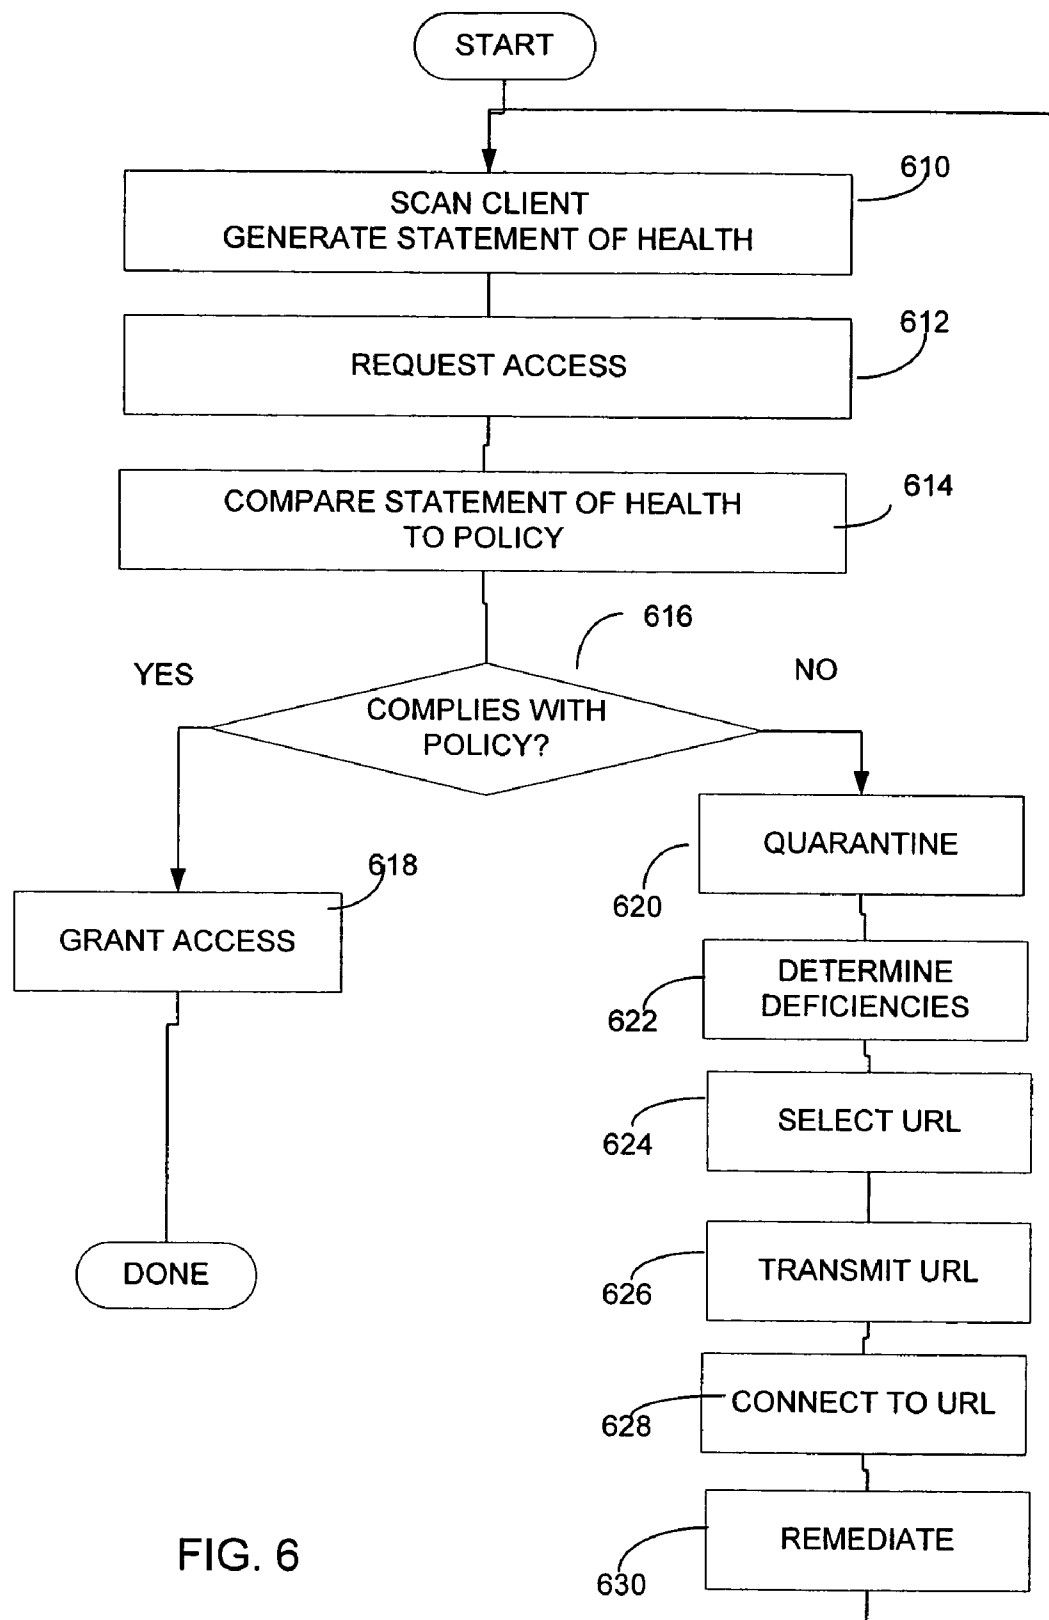 START
610
SCAN CLIENT
GENERATE STATEMENT OF HEALTH
612
REQUEST ACCESS
614
COMPARE STATEMENT OF HEALTH
TO POLICY
616
YES
NO
COMPLIES WITH
POLICY?
QUARANTINE
618
620
GRANT ACCESS
DETERMINE
DEFICIENCIES
622
SELECT URL
624
DONE
TRANSMIT URL
626
CONNECT TO URL
628
REMEDIATE
630
FIG. 6